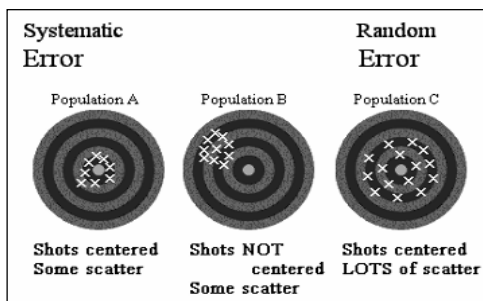 Systematic
Error
Random
Error
Population A
Population B
Population C
Shots centered
Some scatter
Shots NOT
centered
Some scatter
Shots centered
LOTS of scatter